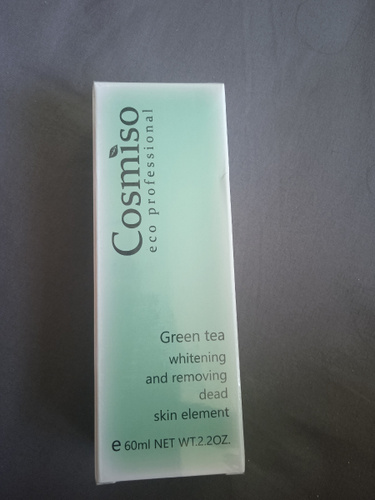 Cosmiso
eco professional
Green tea
whitening
and removing
dead
skin element
e 60ml NET WT.2.2OZ.